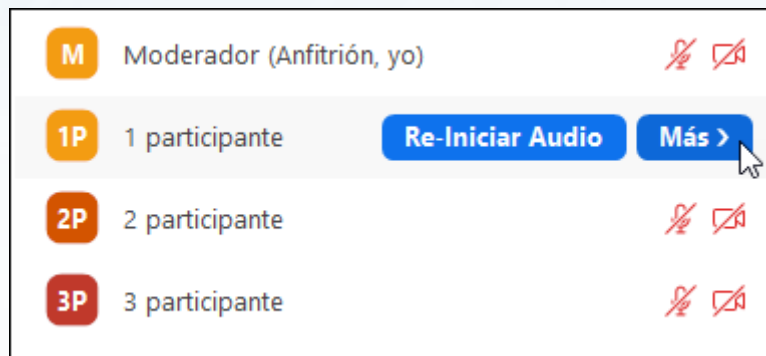 M Moderador (Anfitrión, yo)
1P 1 participante Re-Iniciar Audio Más >
2P 2 participante
3P 3 participante